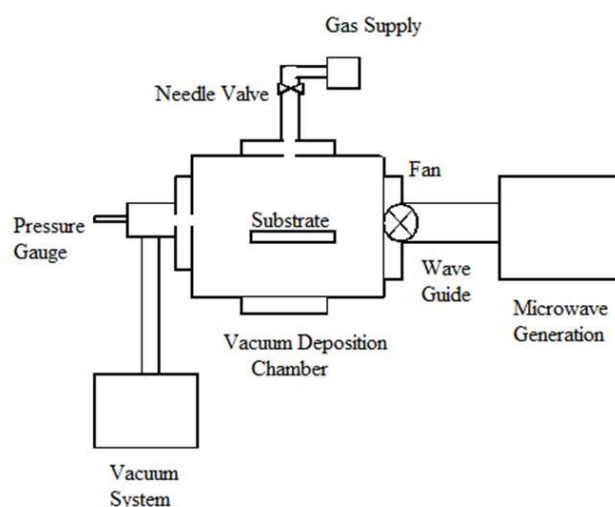 Gas Supply
Needle Valve
Fan
Substrate
Pressure
Gauge
Wave
Guide
Microwave
Generation
Vacuum Deposition
Chamber
Vacuum
System